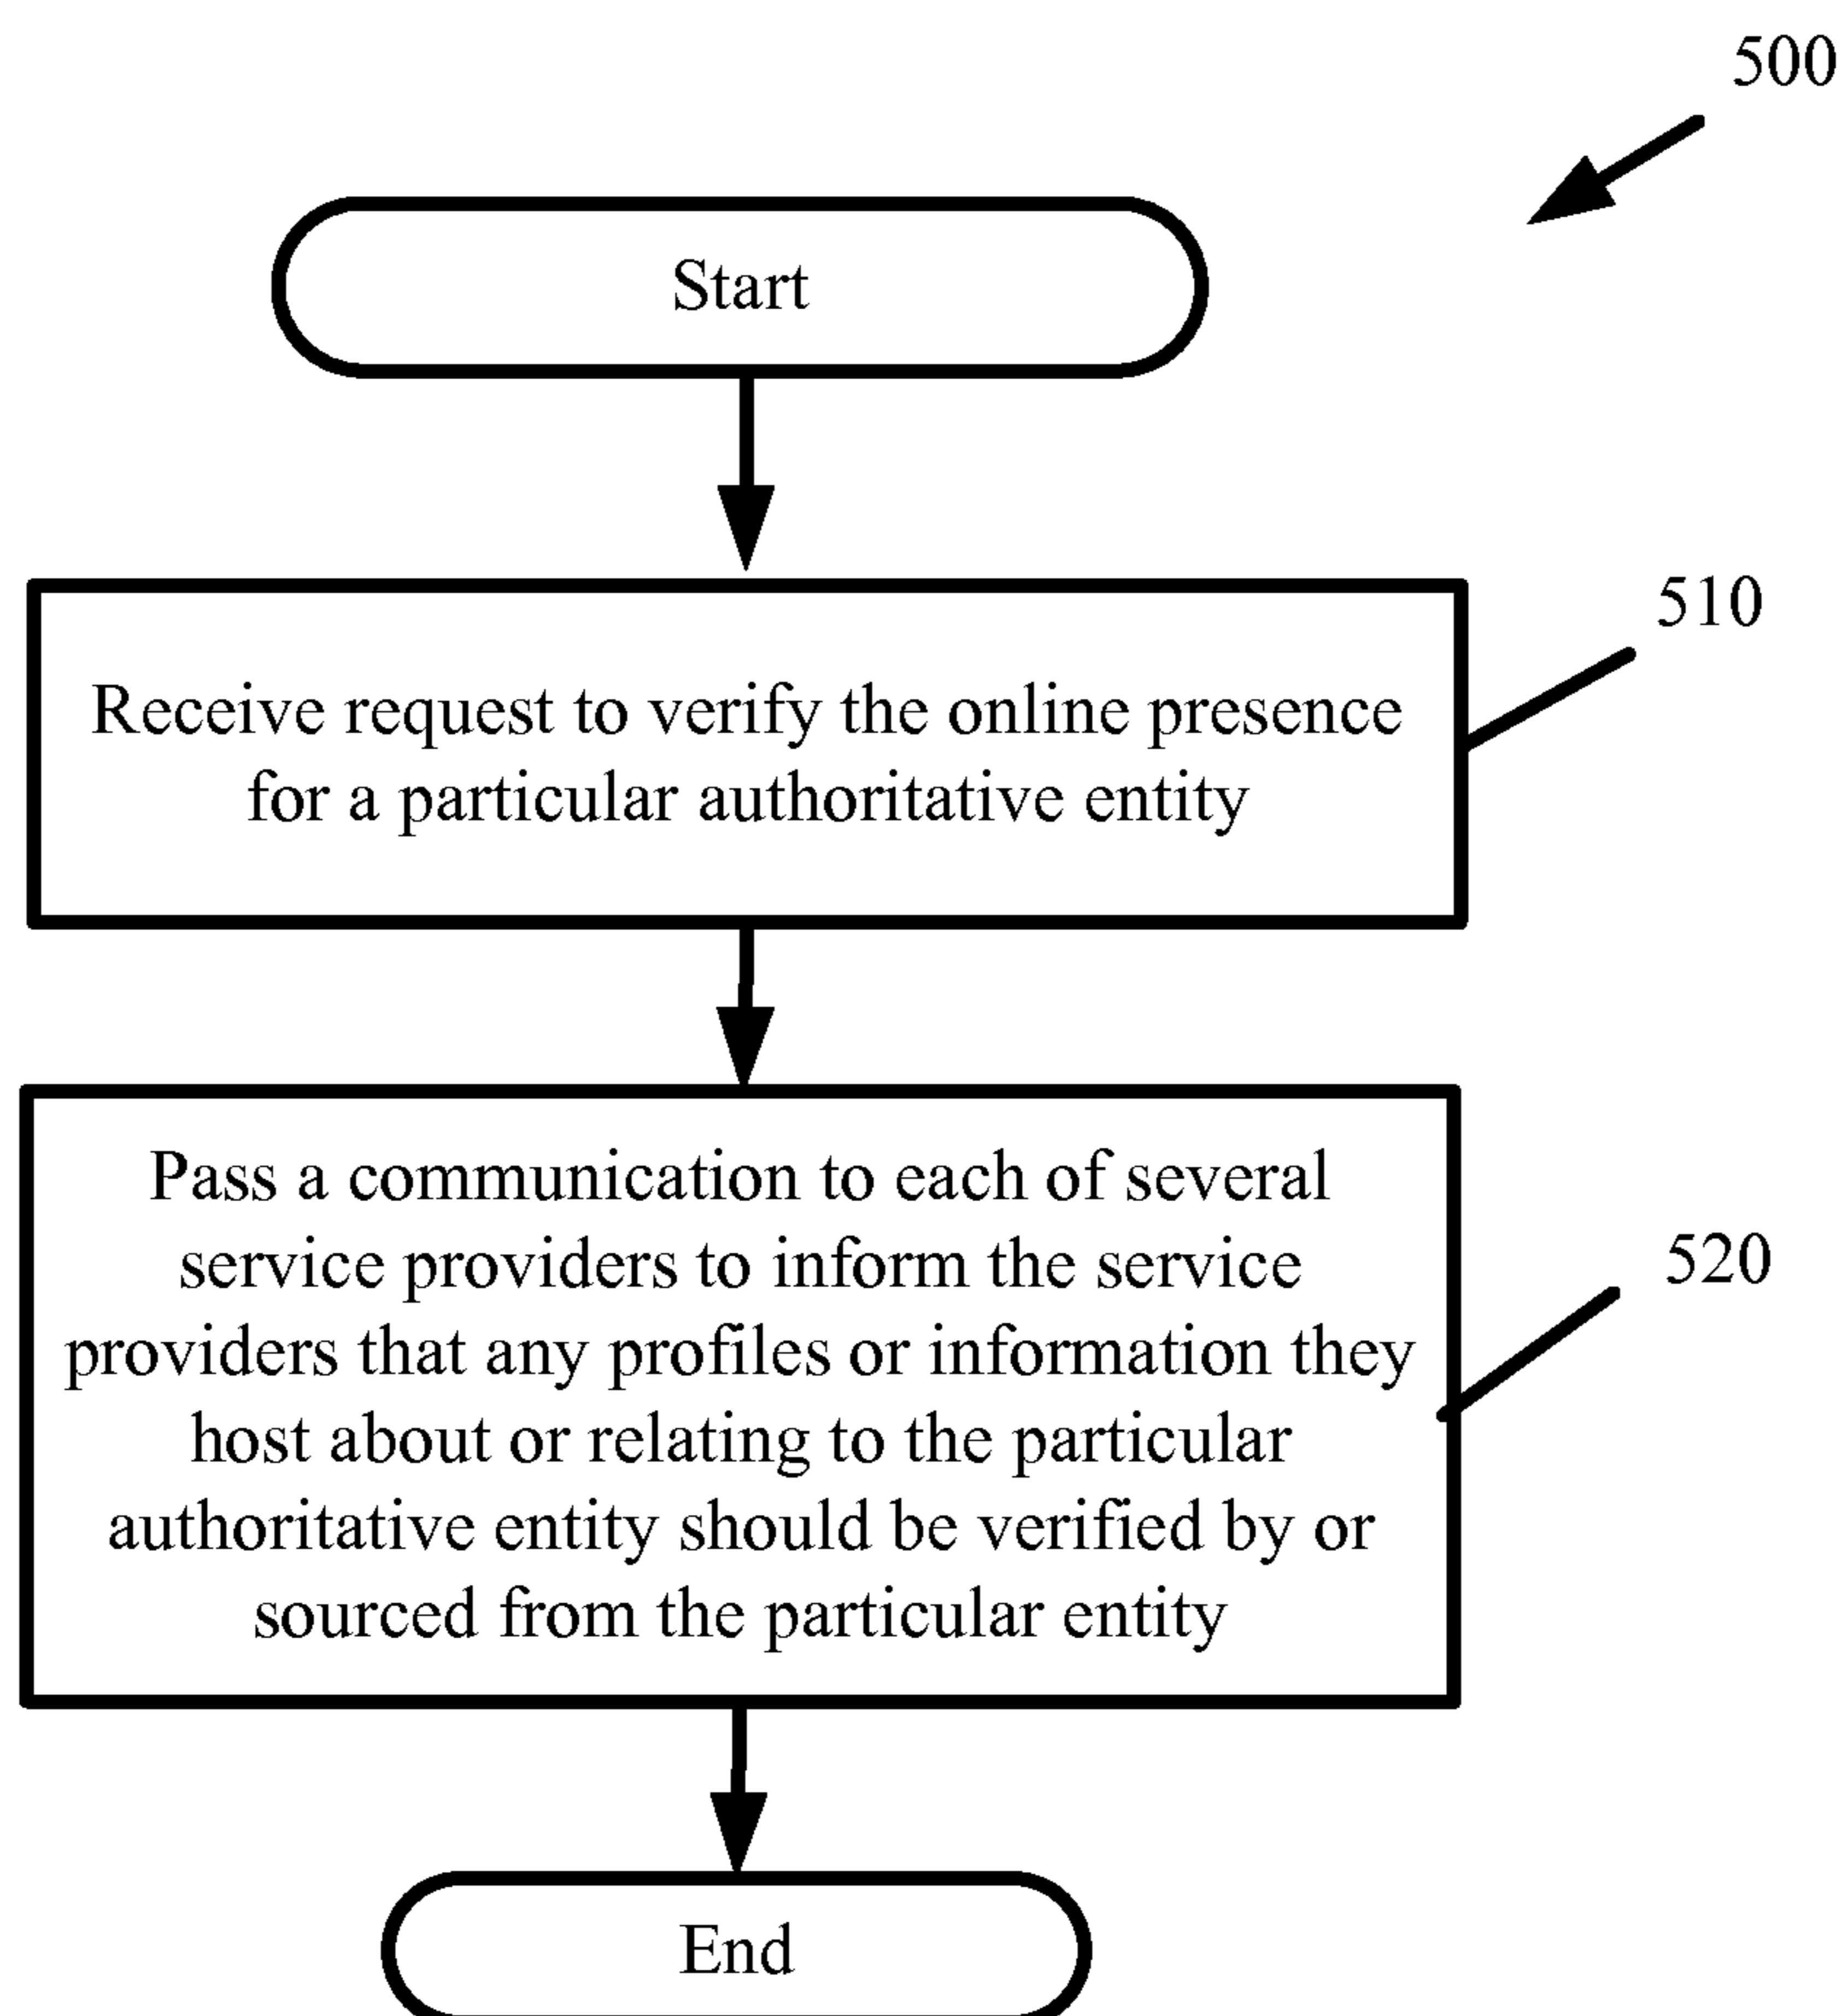 500
Start
510
Receive request to verify the online presence
for a particular authoritative entity
Pass a communication to each of several
service providers to inform the service
520
providers that any profiles or information they
host about or relating to the particular
authoritative entity should be verified by or
sourced from the particular entity
End